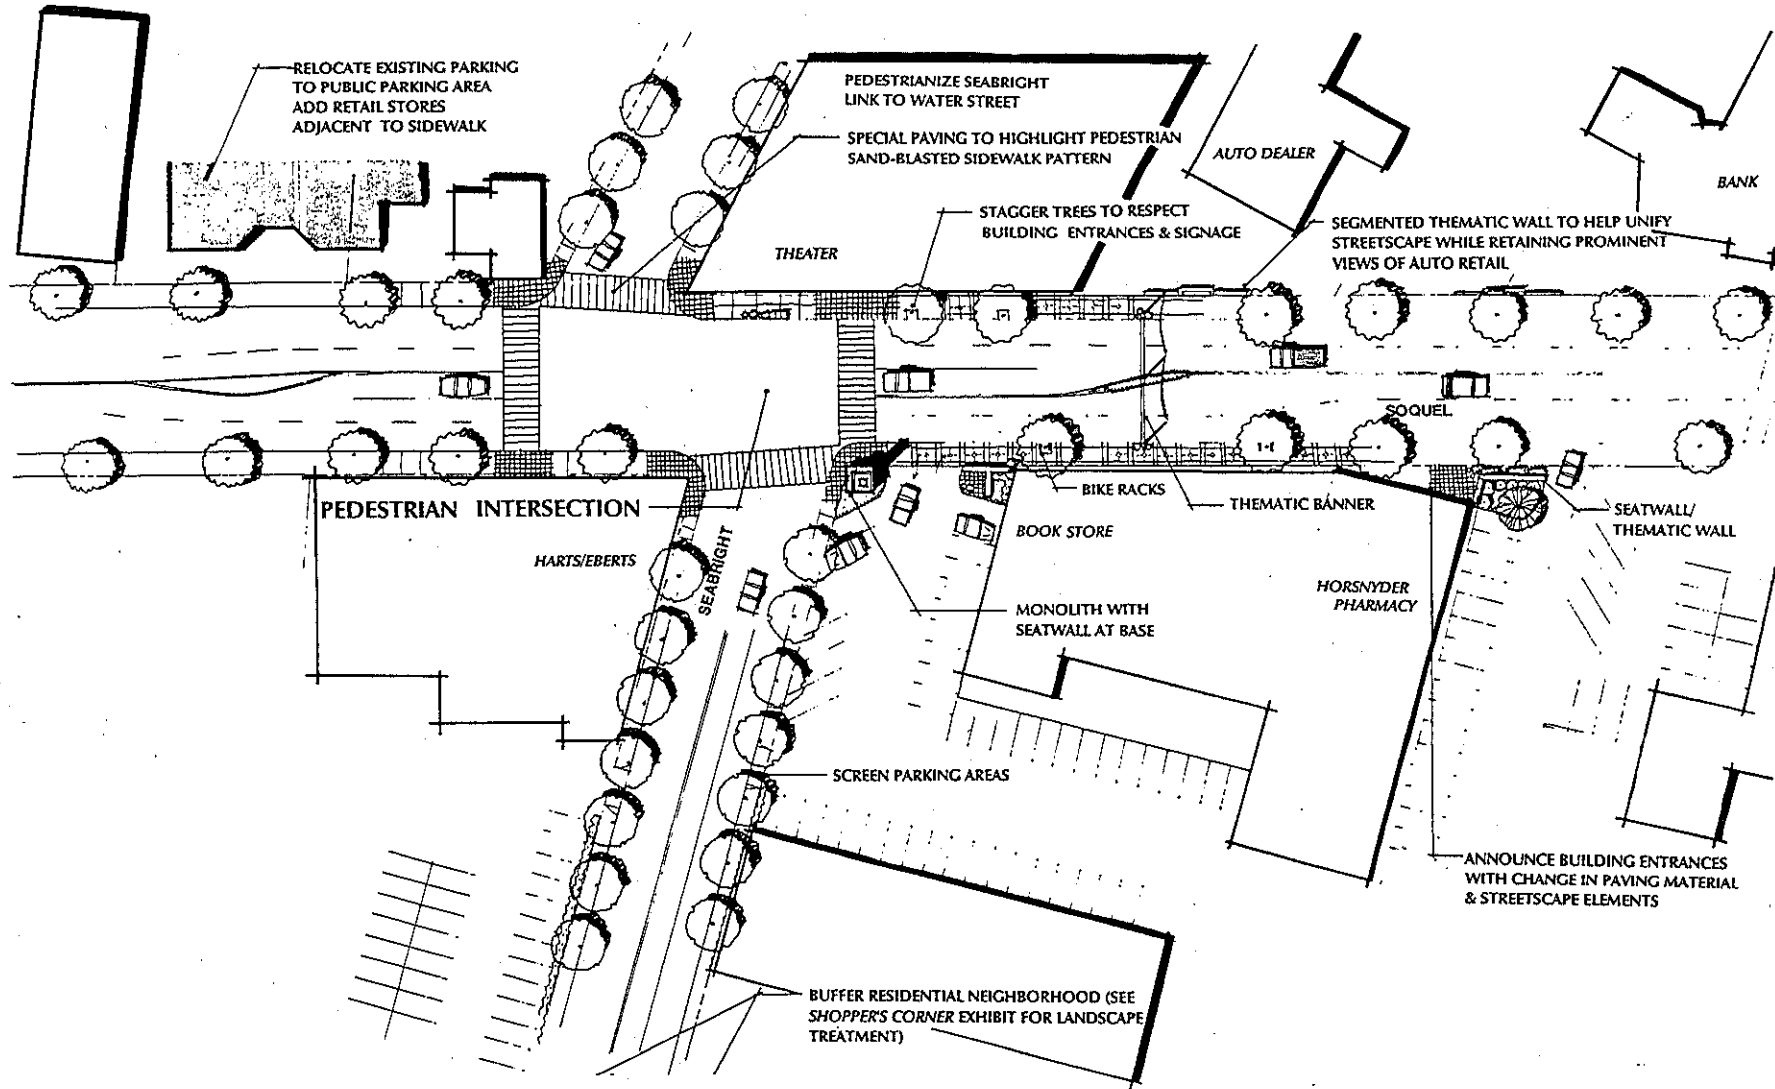 RELOCATE EXISTING PARKING
TO PUBLIC PARKING AREA
ADD RETAIL STORES
ADJACENT TO SIDEWALK
PEDESTRIANIZE SEABRIGHT
LINK TO WATER STREET
SPECIAL PAVING TO HIGHLIGHT PEDESTRIAN
SAND-BLASTED SIDEWALK PATTERN
AUTO DEALER
BANK
STAGGER TREES TO RESPECT
BUILDING ENTRANCES & SIGNAGE
THEATER
SEGMENTED THEMATIC WALL TO HELP UNIFY
STREETSCAPE WHILE RETAINING PROMINENT
VIEWS OF AUTO RETAIL
SOQUEL
PEDESTRIAN INTERSECTION
BIKE RACKS
THEMATIC BANNER
SEATWALL/
THEMATIC WALL
HARTS/EBERTS
SEABRIGHT
BOOK STORE
HORSNYDER
PHARMACY
MONOLITH WITH
SEATWALL AT BASE
SCREEN PARKING AREAS
ANNOUNCE BUILDING ENTRANCES
WITH CHANGE IN PAVING MATERIAL
& STREETSCAPE ELEMENTS
BUFFER RESIDENTIAL NEIGHBORHOOD (SEE
SHOPPER'S CORNER EXHIBIT FOR LANDSCAPE
TREATMENT)